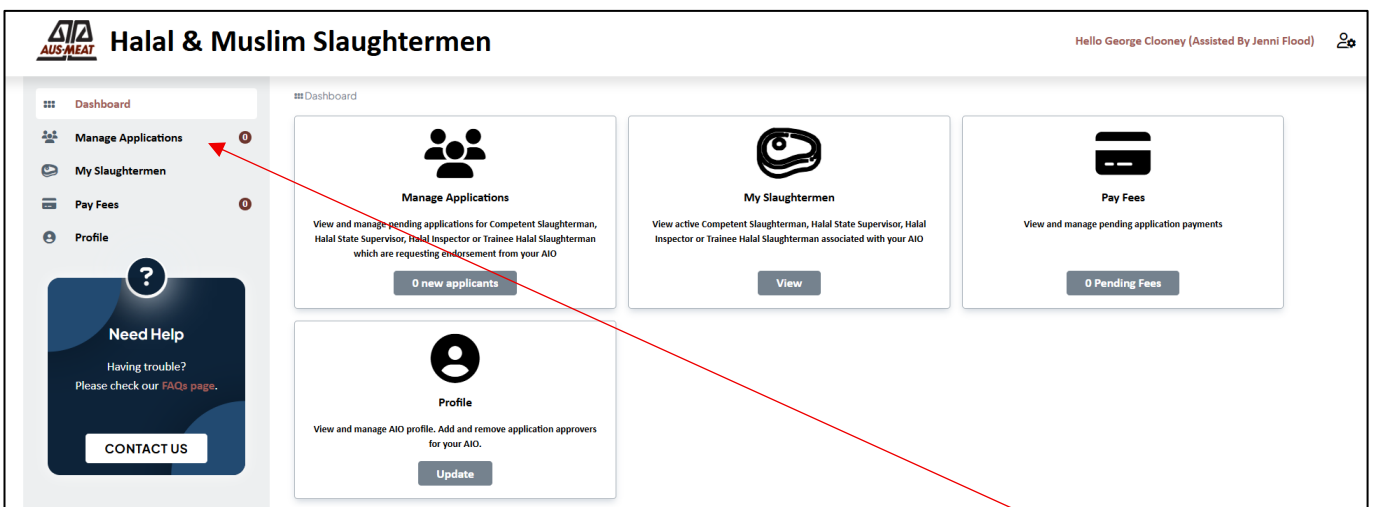 AUS-MEAT
Halal & Muslim Slaughtermen
Hello George Clooney (Assisted By Jenni Flood)
Dashboard
Manage Applications 0
My Slaughtermen
Pay Fees 0
Profile
?
Need Help
Having trouble?
Please check our FAQs page.
CONTACT US
Dashboard
Manage Applications
View and manage pending applications for Competent Slaughterman,
Halal State Supervisor, Halal Inspector or Trainee Halal Slaughterman
which are requesting endorsement from your AIO
0 new applicants
My Slaughtermen
View active Competent Slaughterman, Halal State Supervisor, Halal
Inspector or Trainee Halal Slaughterman associated with your AIO
View
Pay Fees
View and manage pending application payments
0 Pending Fees
Profile
View and manage AIO profile. Add and remove application approvers
for your AIO.
Update